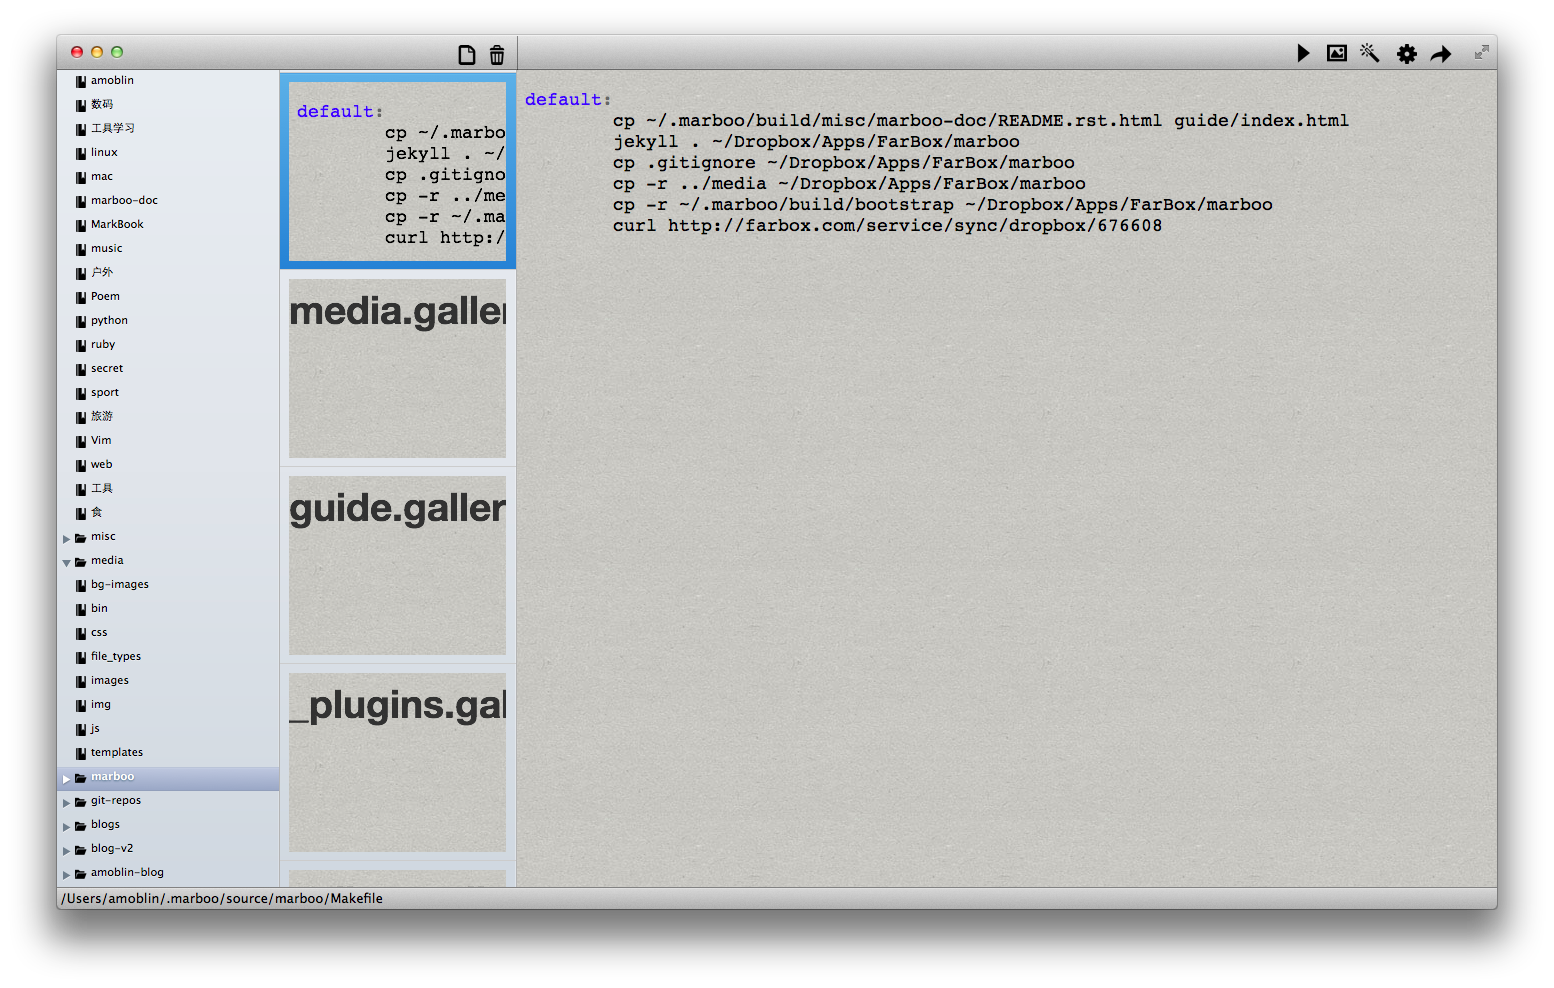 amoblin
数码
工具学习
linux
mac
marboo-doc
MarkBook
music
户外
Poem
python
ruby
secret
sport
旅游
Vim
web
工具
食
misc
media
bg-images
bin
css
file_types
images
img
js
templates
marboo
git-repos
blogs
blog-v2
amoblin-blog
default:
cp ~/.marbo
jekyll . ~/
cp .gitigno
cp -r ../me
cp -r ~/.ma
curl http:/
media.galler
guide.galler
_plugins.gal
default:
cp ~/.marboo/build/misc/marboo-doc/README.rst.html guide/index.html
jekyll . ~/Dropbox/Apps/FarBox/marboo
cp .gitignore ~/Dropbox/Apps/FarBox/marboo
cp -r ../media ~/Dropbox/Apps/FarBox/marboo
cp -r ~/.marboo/build/bootstrap ~/Dropbox/Apps/FarBox/marboo
curl http://farbox.com/service/sync/dropbox/676608
/Users/amoblin/.marboo/source/marboo/Makefile